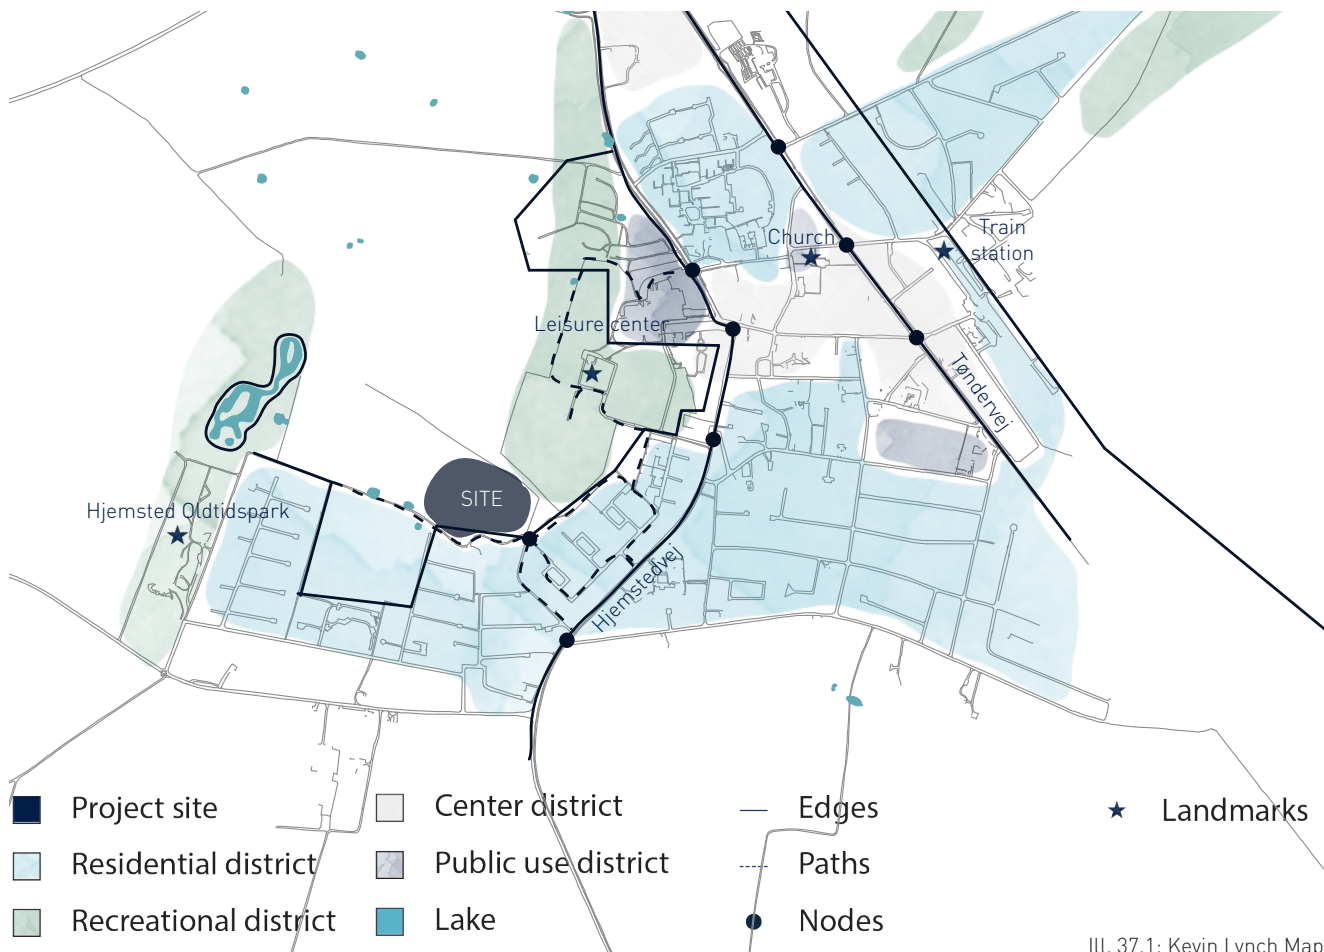 Train
station
Church
Leisure center
Tøndervej
SITE
Hjemsted Oldtidspark
Hjemstedvej
Project site
Center district
Edges
Landmarks
Residential district
Public use district
Paths
Recreational district
Lake
Nodes
Ill. 37.1: Kevin Lynch Map